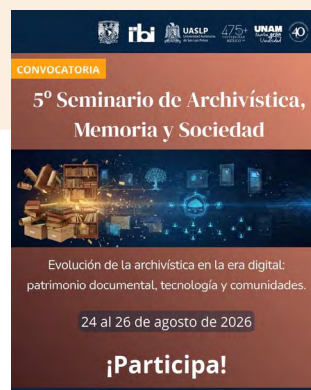 iibi
UASLP
475+
UNAM
40
CONVOCATORIA
5º Seminario de Archivística,
Memoria y Sociedad
Evolución de la archivística en la era digital:
patrimonio documental, tecnología y comunidades.
24 al 26 de agosto de 2026
¡Participa!